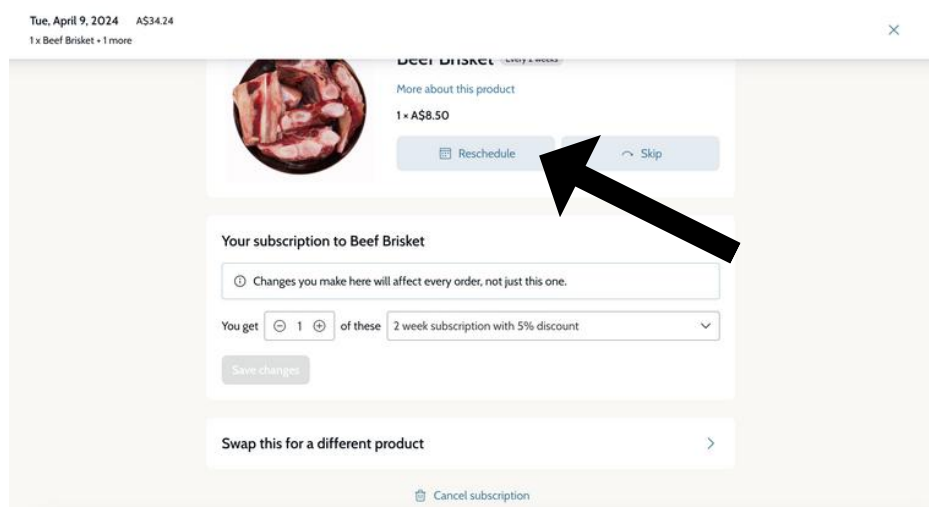 Tue, April 9, 2024 A$34.24
1 x Beef Brisket + 1 more
Beef Brisket Every 2 weeks
More about this product
1 × A$8.50
Reschedule Skip
Your subscription to Beef Brisket
Changes you make here will affect every order, not just this one.
You get 1 of these 2 week subscription with 5% discount
Save changes
Swap this for a different product
Cancel subscription